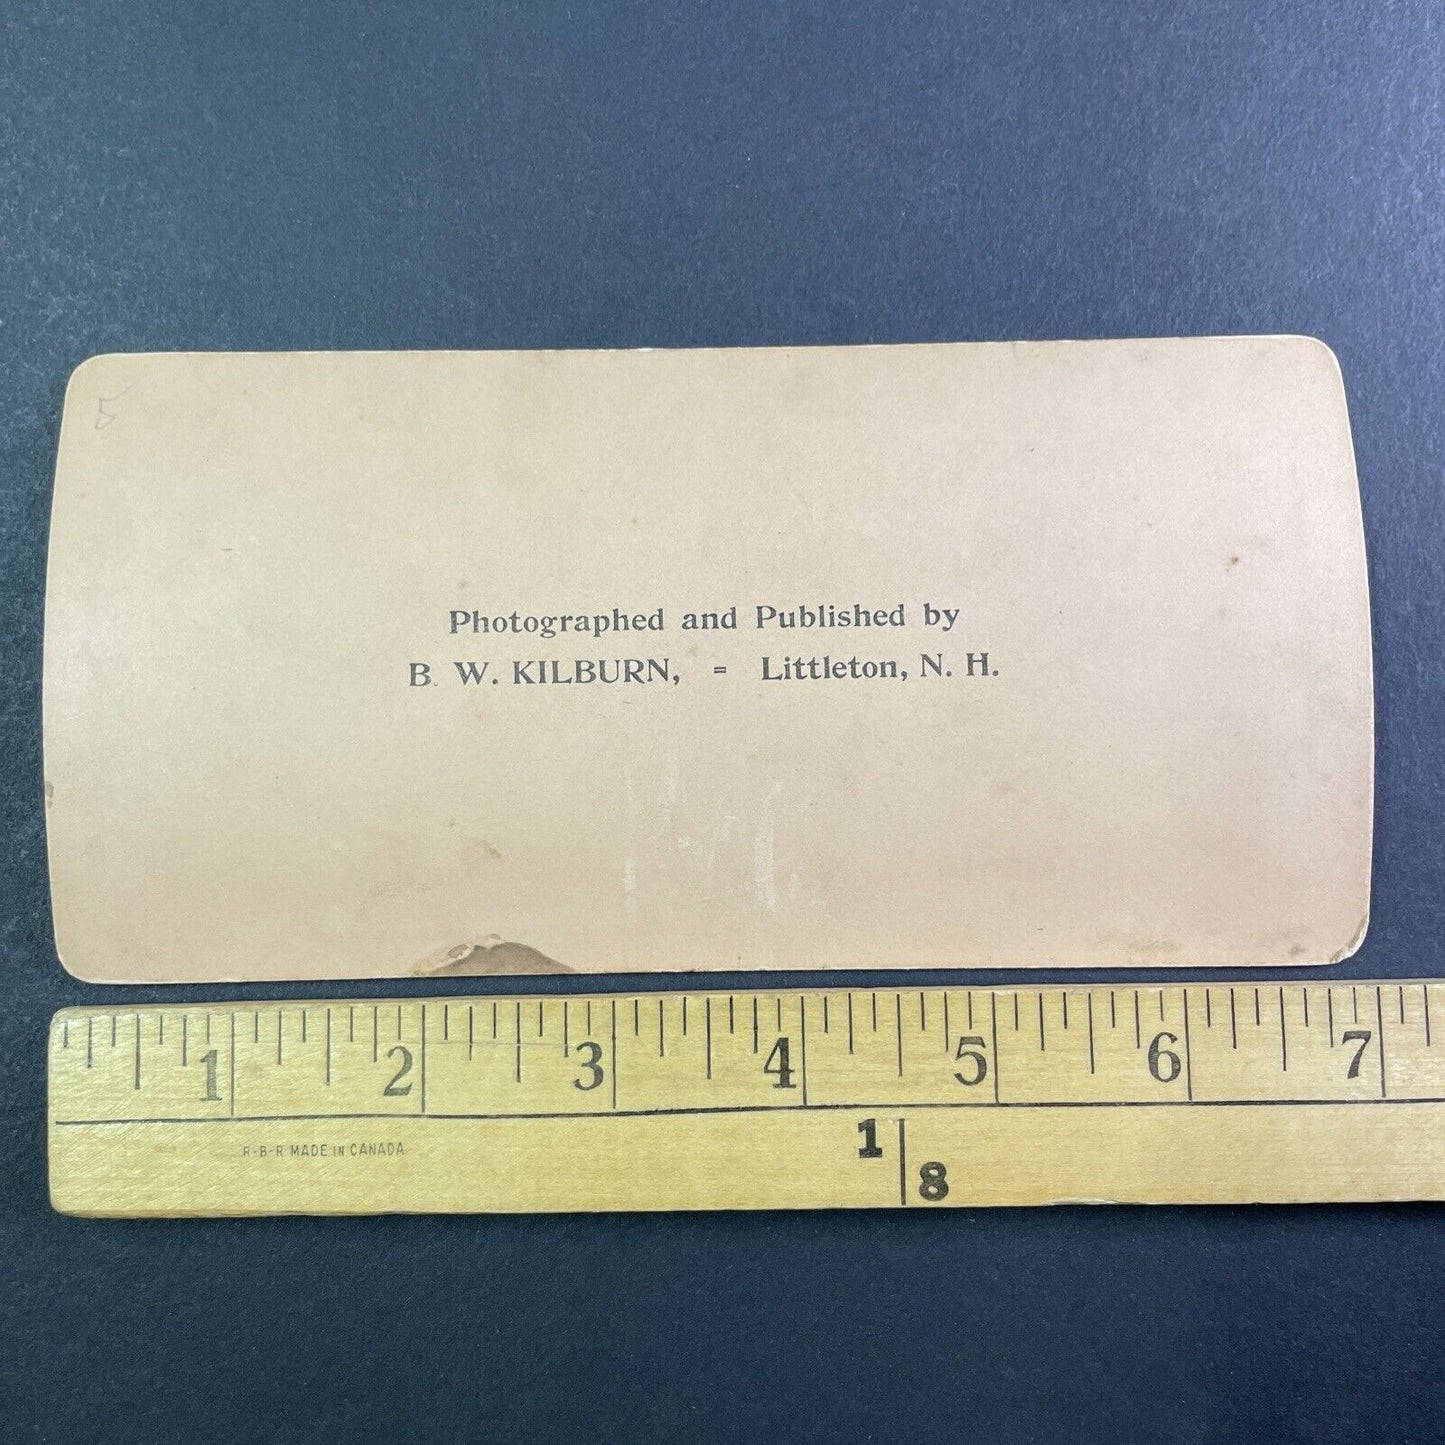 5
Photographed and Published by
B. W. KILBURN, = Littleton, N. H.
1 2 3 4 5 6 7
R-B-R MADE IN CANADA
1
8